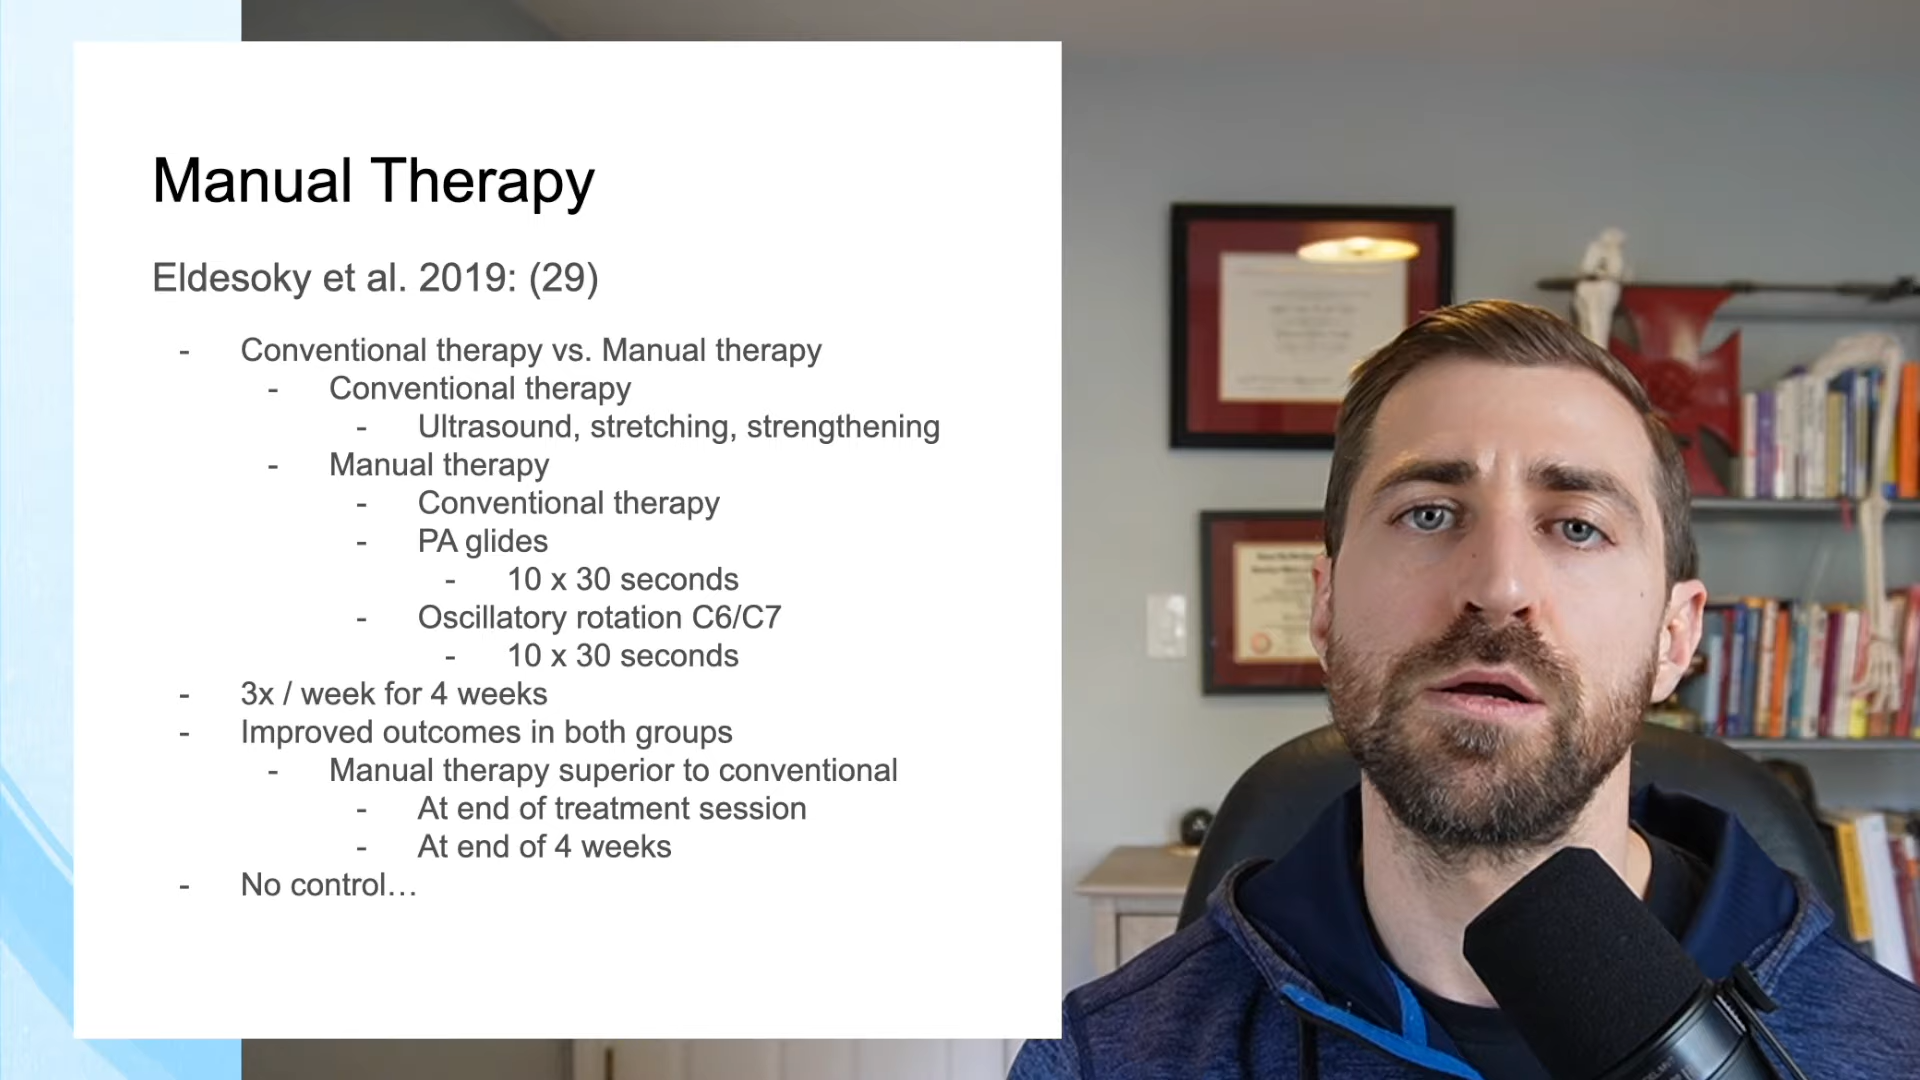 Manual Therapy
Eldesoky et al. 2019: (29)
- Conventional therapy vs. Manual therapy
- Conventional therapy
- Ultrasound, stretching, strengthening
- Manual therapy
- Conventional therapy
- PA glides
- 10 x 30 seconds
- Oscillatory rotation C6/C7
- 10 x 30 seconds
- 3x / week for 4 weeks
- Improved outcomes in both groups
- Manual therapy superior to conventional
- At end of treatment session
- At end of 4 weeks
- No control…